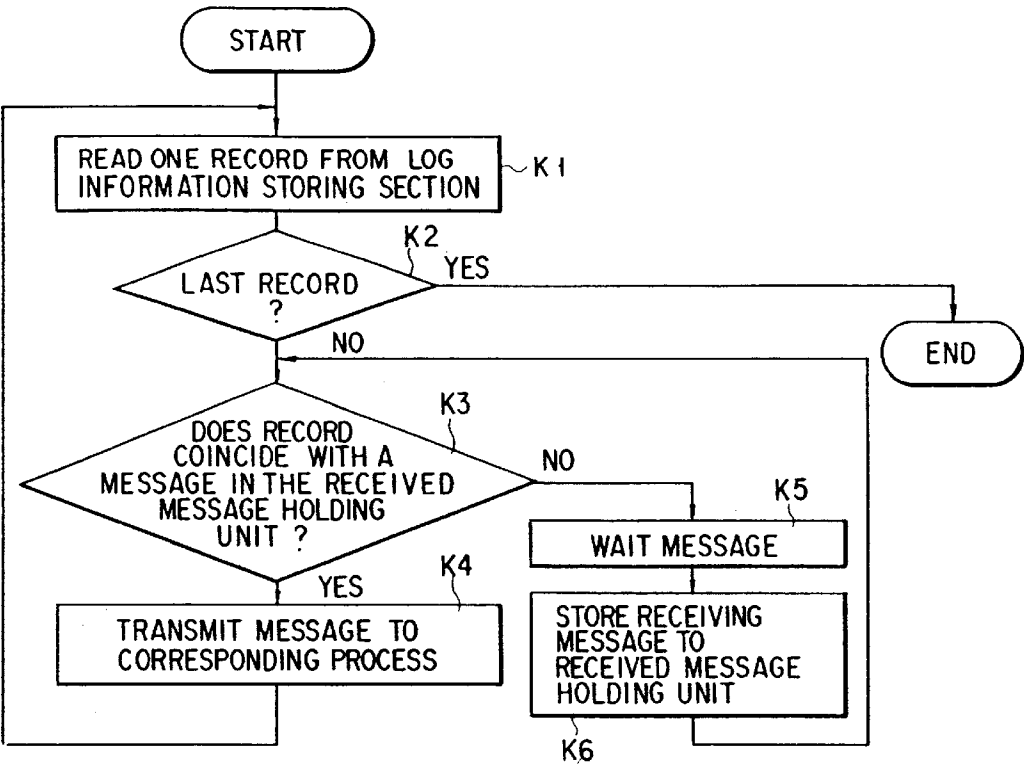 START
READ ONE RECORD FROM LOG
INFORMATION STORING SECTION
K1
K2
LAST RECORD
?
YES
NO
END
K3
DOES RECORD
COINCIDE WITH A
MESSAGE IN THE RECEIVED
MESSAGE HOLDING
UNIT ?
NO
YES
K4
TRANSMIT MESSAGE TO
CORRESPONDING PROCESS
K5
WAIT MESSAGE
STORE RECEIVING
MESSAGE TO
RECEIVED MESSAGE
HOLDING UNIT
K6